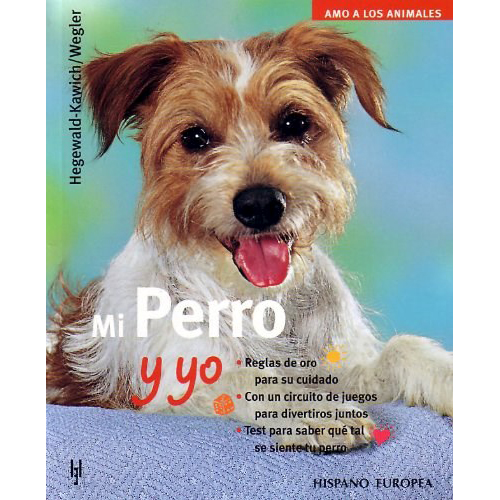 AMO A LOS ANIMALES
Hegewald-Kawich/Wegler
Mi Perro
y yo
• Reglas de oro
para su cuidado
• Con un circuito de juegos
para divertiros juntos
• Test para saber qué tal
se siente tu perro
HISPANO EUROPEA